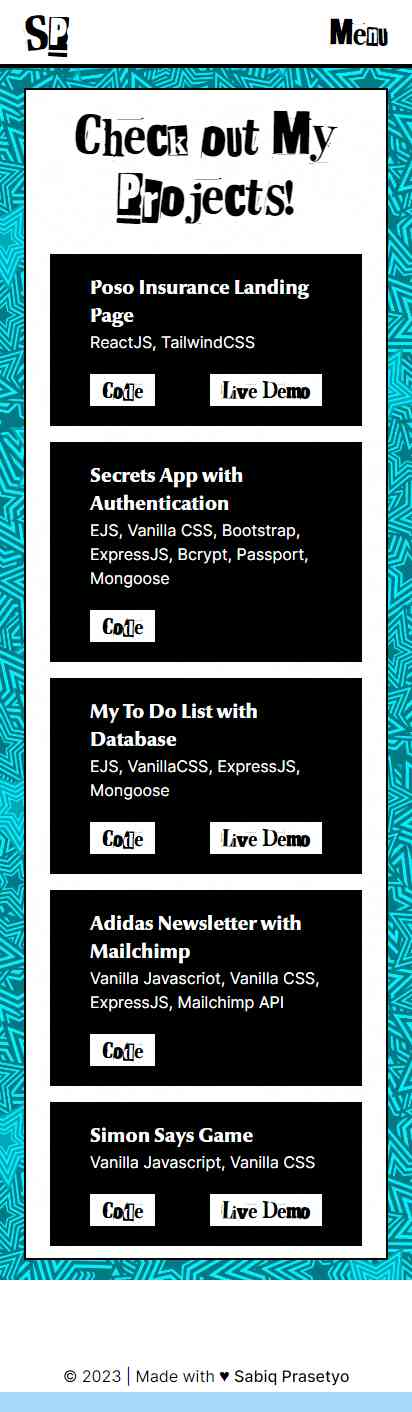 SP
Menu
Check out My
Projects!
Poso Insurance Landing
Page
ReactJS, TailwindCSS
Code
Live Demo
Secrets App with
Authentication
EJS, Vanilla CSS, Bootstrap,
ExpressJS, Bcrypt, Passport,
Mongoose
Code
My To Do List with
Database
EJS, VanillaCSS, ExpressJS,
Mongoose
Code
Live Demo
Adidas Newsletter with
Mailchimp
Vanilla Javascriot, Vanilla CSS,
ExpressJS, Mailchimp API
Code
Simon Says Game
Vanilla Javascript, Vanilla CSS
Code
Live Demo
© 2023 | Made with ♥ Sabiq Prasetyo